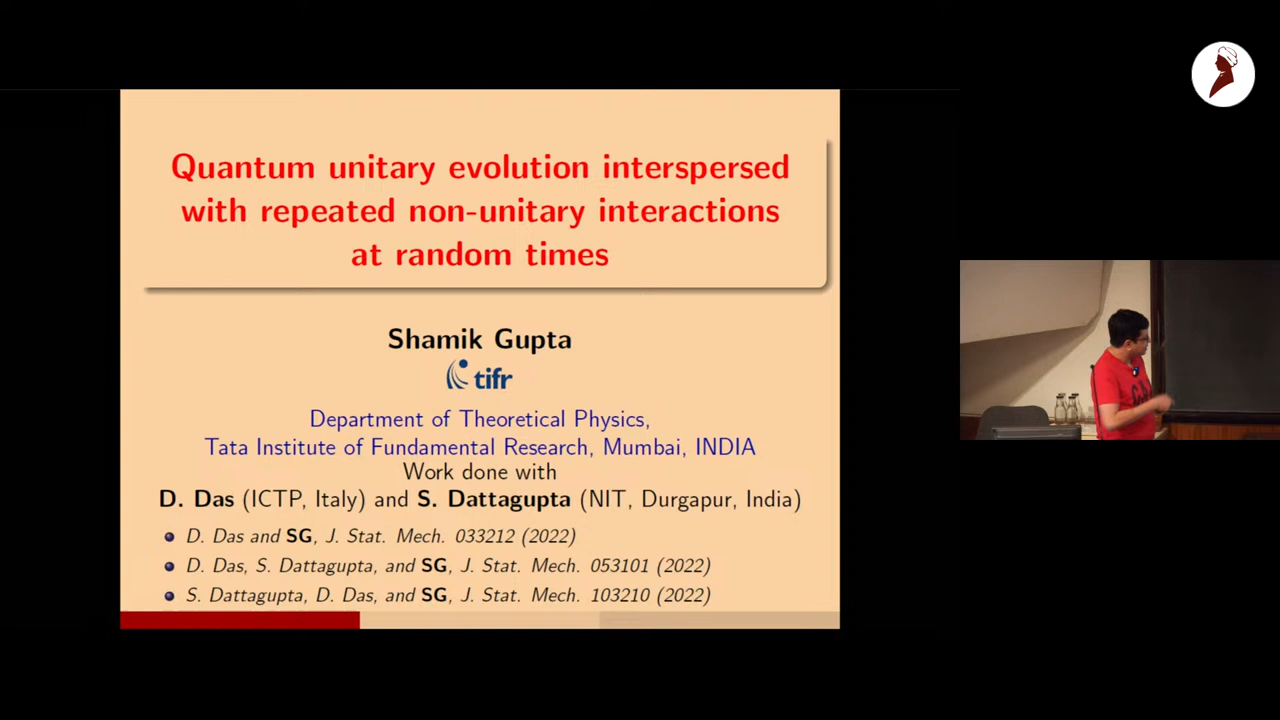 Quantum unitary evolution interspersed
with repeated non-unitary interactions
at random times
Shamik Gupta
tifr
Department of Theoretical Physics,
Tata Institute of Fundamental Research, Mumbai, INDIA
Work done with
D. Das (ICTP, Italy) and S. Dattagupta (NIT, Durgapur, India)
D. Das and SG, J. Stat. Mech. 033212 (2022)
D. Das, S. Dattagupta, and SG, J. Stat. Mech. 053101 (2022)
S. Dattagupta, D. Das, and SG, J. Stat. Mech. 103210 (2022)